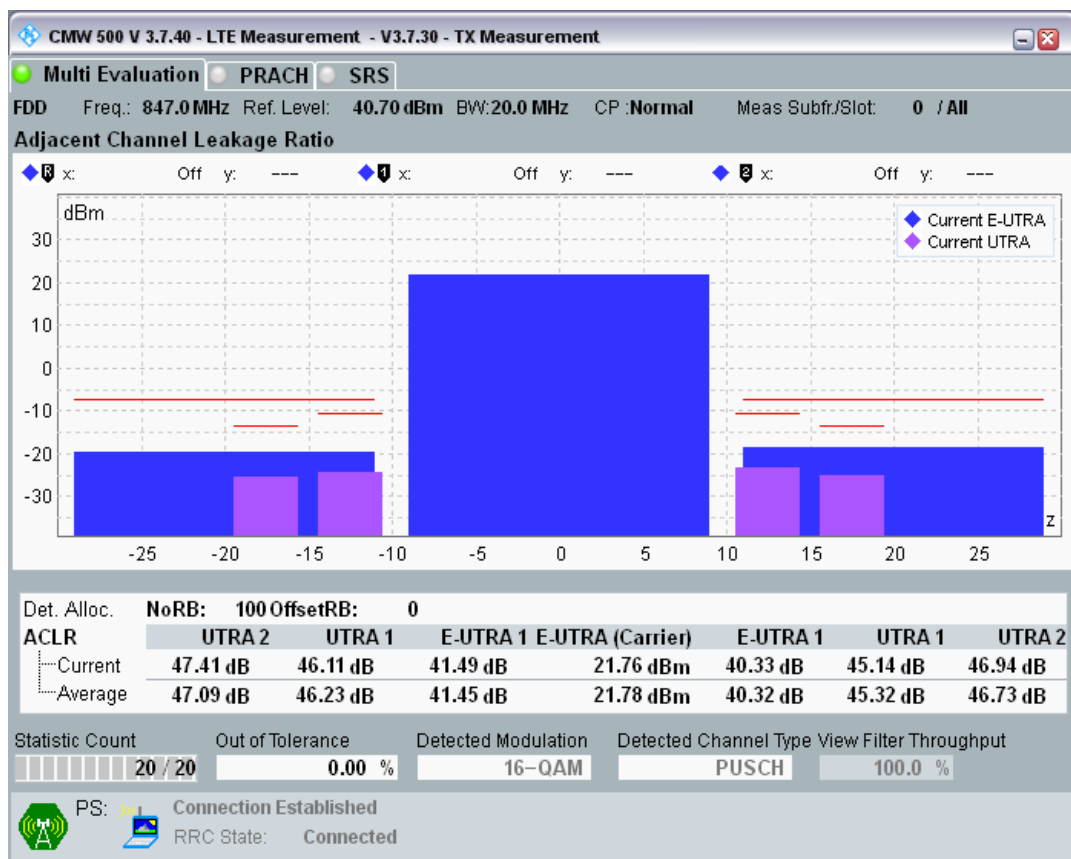 CMW 500 V 3.7.40 - LTE Measurement - V3.7.30 - TX Measurement
Multi Evaluation PRACH SRS
FDD Freq.: 847.0 MHz Ref. Level: 40.70 dBm BW:20.0 MHz CP :Normal Meas Subfr./Slot: 0 / All
Adjacent Channel Leakage Ratio
R x: Off y: --- 1 x: Off y: --- 2 x: Off y: ---
dBm
Current E-UTRA
Current UTRA
30
20
10
0
-10
-20
-30
z
-25 -20 -15 -10 -5 0 5 10 15 20 25
Det. Alloc. NoRB: 100 OffsetRB: 0
ACLR UTRA 2 UTRA 1 E-UTRA 1 E-UTRA (Carrier) E-UTRA 1 UTRA 1 UTRA 2
Current 47.41 dB 46.11 dB 41.49 dB 21.76 dBm 40.33 dB 45.14 dB 46.94 dB
Average 47.09 dB 46.23 dB 41.45 dB 21.78 dBm 40.32 dB 45.32 dB 46.73 dB
Statistic Count Out of Tolerance Detected Modulation Detected Channel Type View Filter Throughput
20 / 20 0.00 % 16-QAM PUSCH 100.0 %
PS: Connection Established
RRC State: Connected